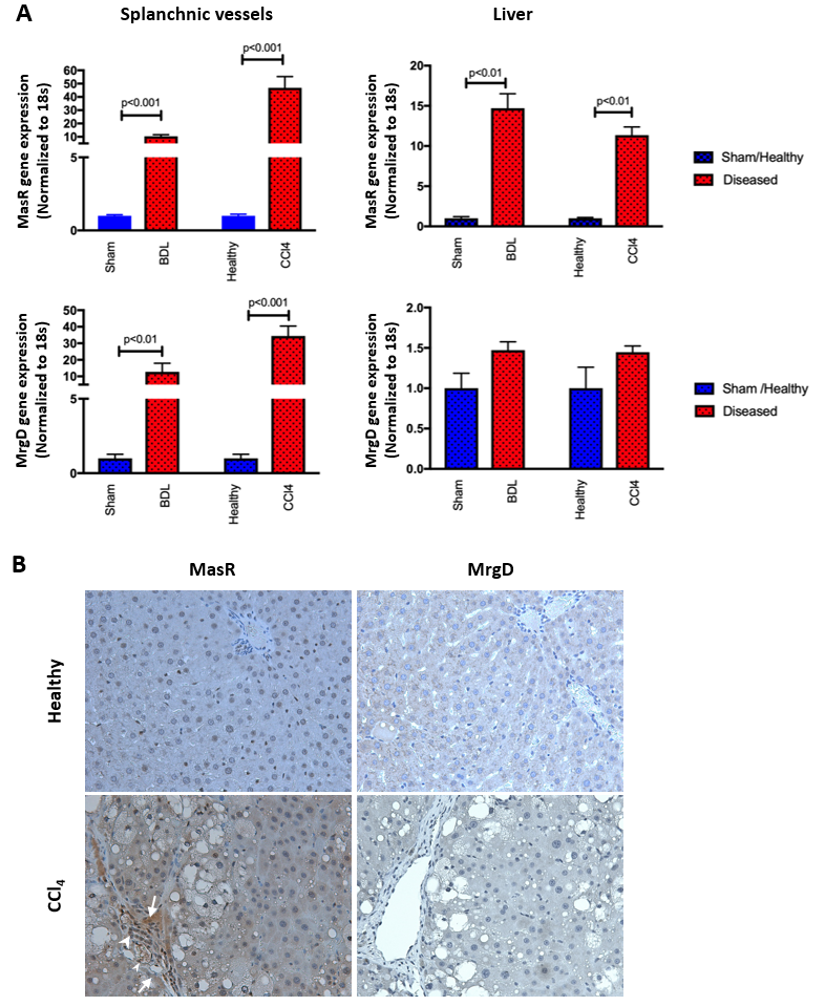 A
Splanchnic vessels
Liver
MasR gene expression
(Normalized to 18s)
60
50
40
30
20
10
5
0
p<0.001
p<0.001
Sham
BDL
Healthy
CCl4
MasR gene expression
(Normalized to 18s)
20
15
10
5
0
p<0.01
p<0.01
Sham
BDL
Healthy
CCl4
Sham/Healthy
Diseased
MrgD gene expression
(Normalized to 18s)
50
40
30
20
10
5
0
p<0.01
p<0.001
Sham
BDL
Healthy
CCl4
MrgD gene expression
(Normalized to 18s)
2.0
1.5
1.0
0.5
0.0
Sham
BDL
Healthy
CCl4
Sham /Healthy
Diseased
B
MasR
MrgD
Healthy
CCl₄